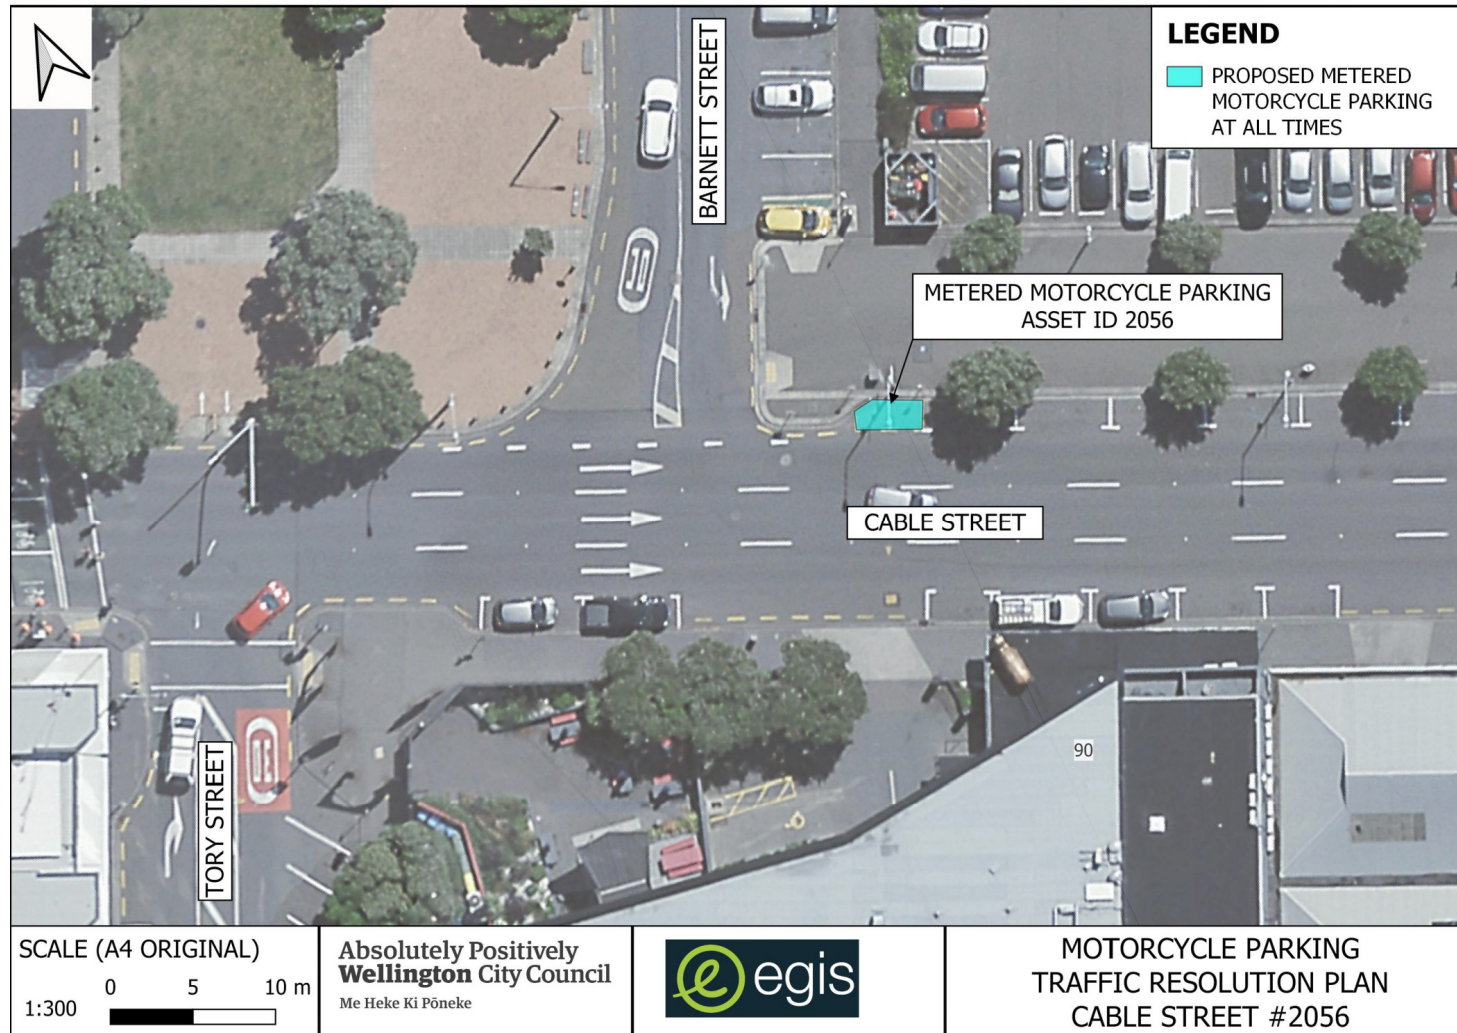 LEGEND
PROPOSED METERED
MOTORCYCLE PARKING
AT ALL TIMES
BARNETT STREET
10
METERED MOTORCYCLE PARKING
ASSET ID 2056
CABLE STREET
90
TORY STREET
30
SCALE (A4 ORIGINAL)
1:300
0 5 10 m
Absolutely Positively
Wellington City Council
Me Heke Ki Pōneke
e egis
MOTORCYCLE PARKING
TRAFFIC RESOLUTION PLAN
CABLE STREET #2056